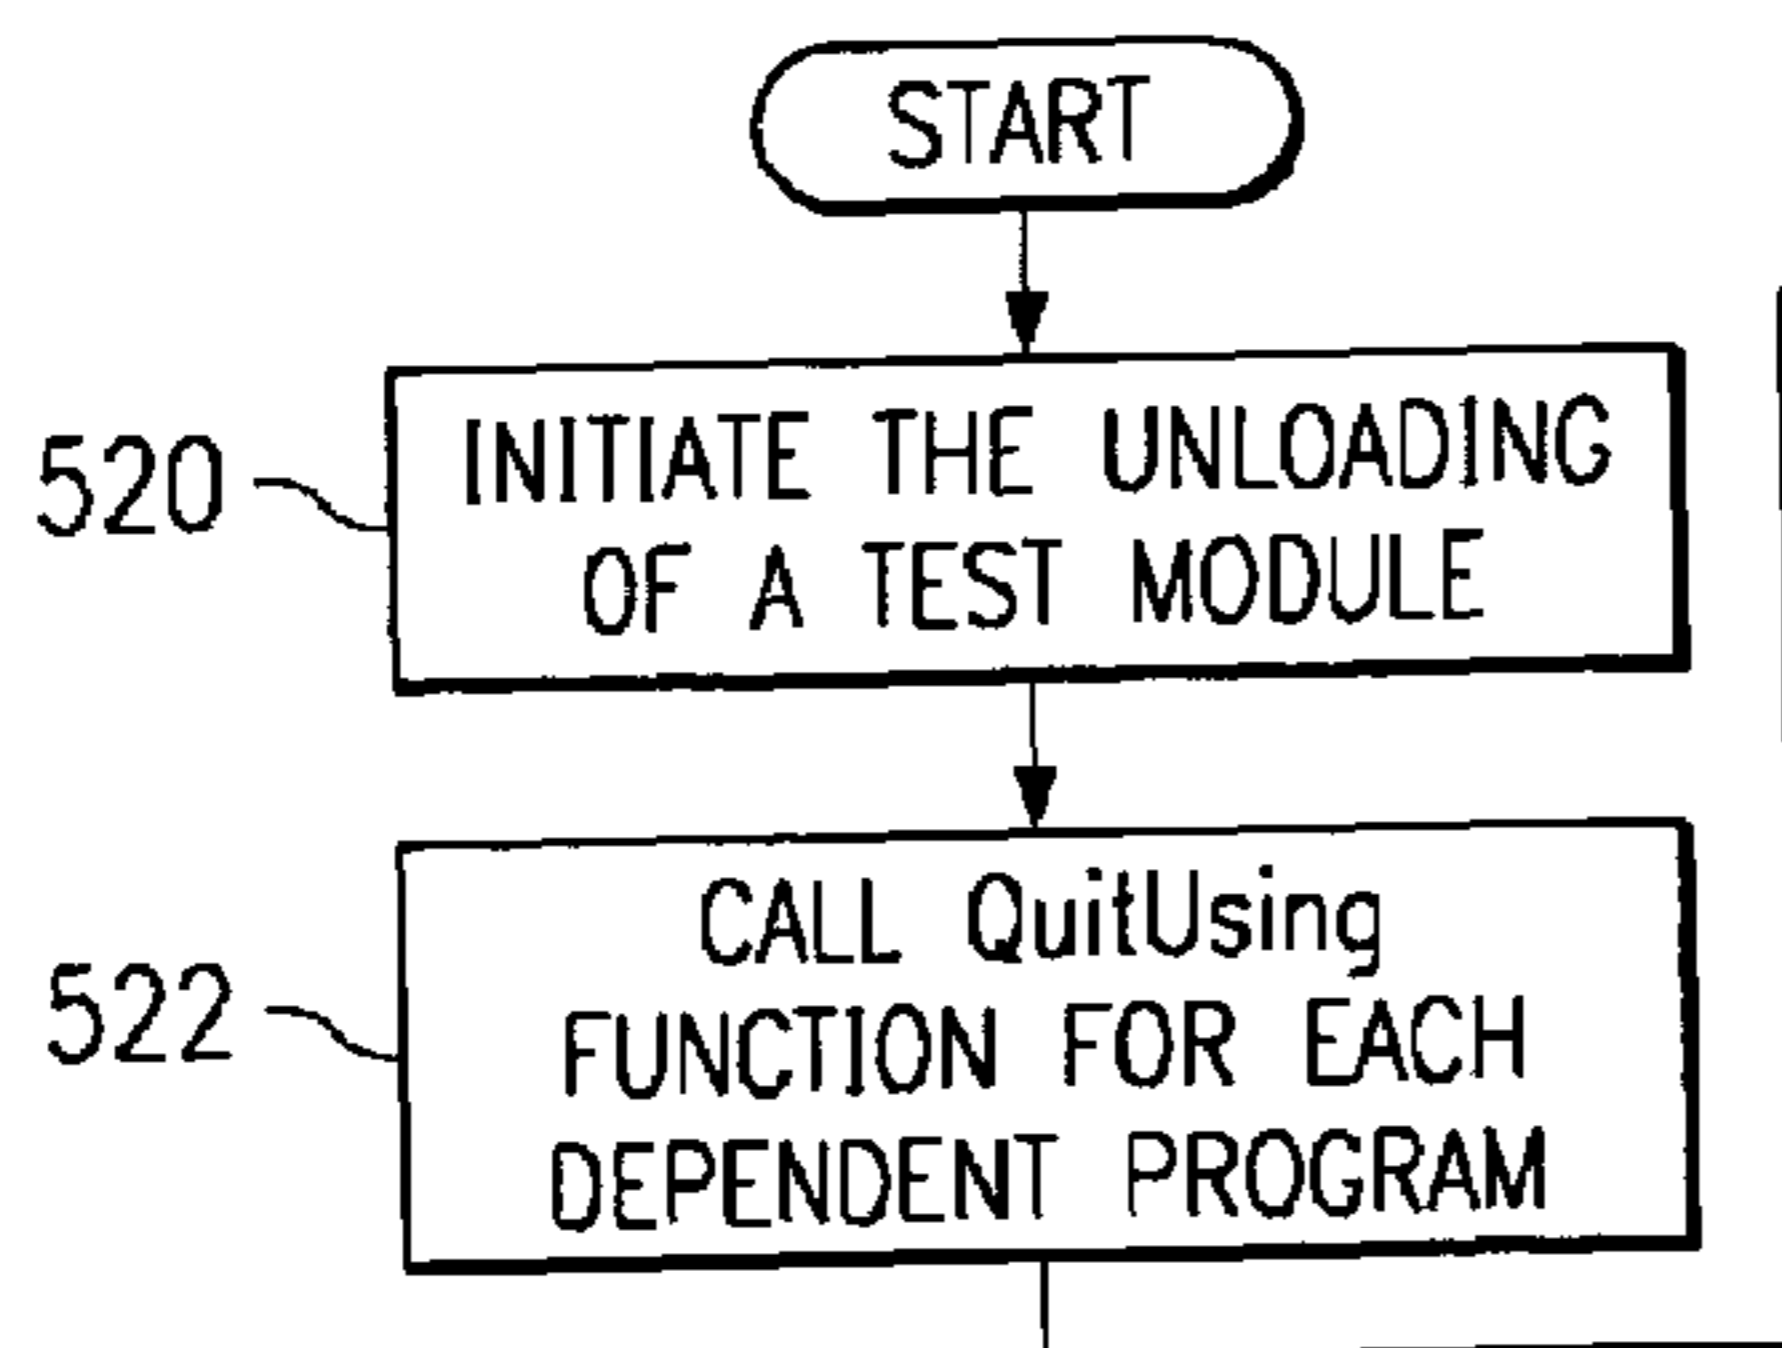 START
520
INITIATE THE UNLOADING
OF A TEST MODULE
522
CALL QuitUsing
FUNCTION FOR EACH
DEPENDENT PROGRAM